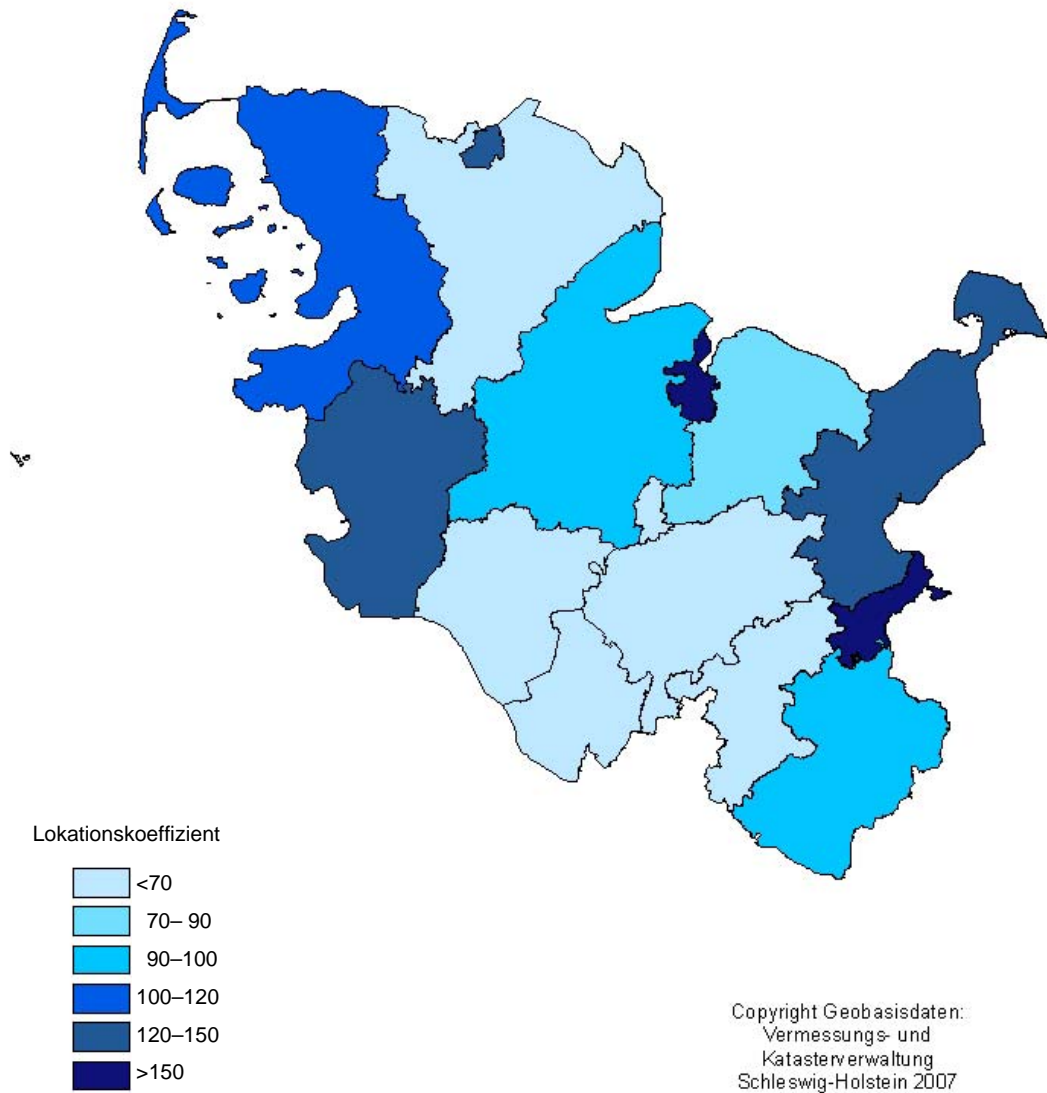 Lokationskoeffizient
<70
70– 90
90–100
100–120
120–150
>150
Copyright Geobasisdaten:
Vermessungs- und
Katasterverwaltung
Schleswig-Holstein 2007